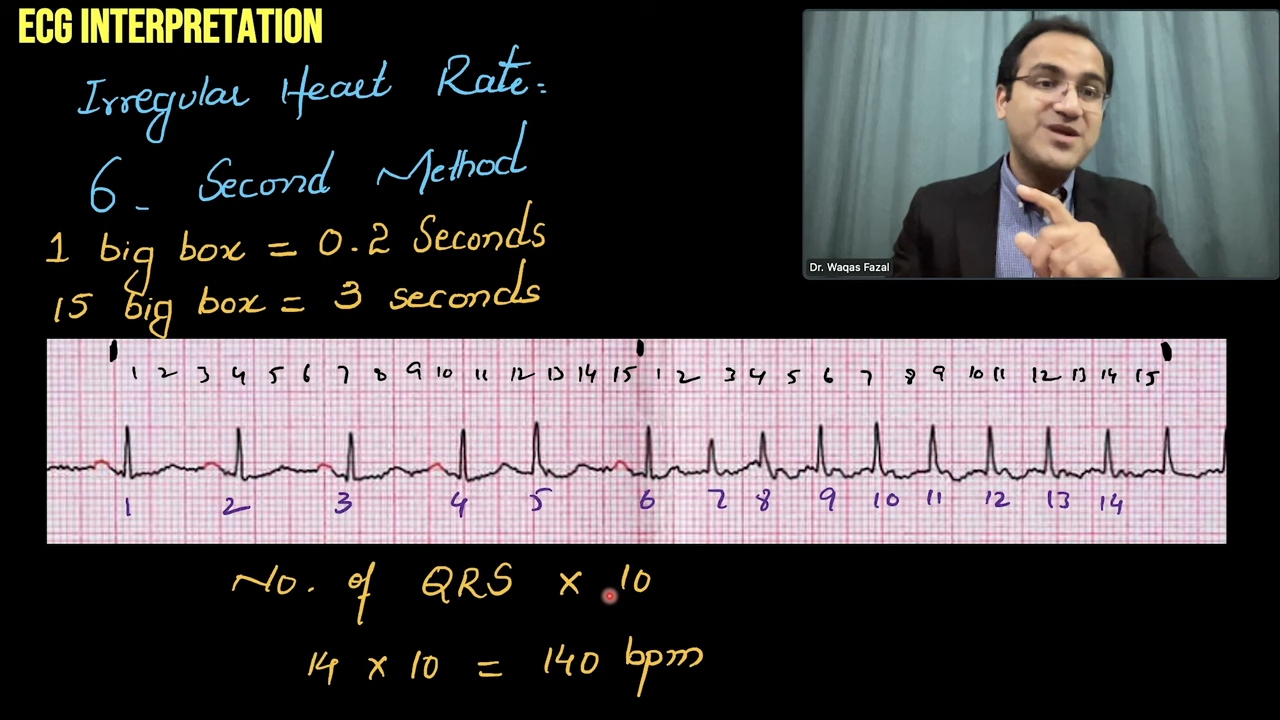 ECG INTERPRETATION
Irregular Heart Rate:
6 - Second Method
1 big box = 0.2 Seconds
15 big box = 3 seconds
Dr. Waqas Fazal
1 2 3 4 5 6 7 8 9 10 11 12 13 14 15 1 2 3 4 5 6 7 8 9 10 11 12 13 14 15
1 2 3 4 5 6 7 8 9 10 11 12 13 14
No. of QRS x 10
14 x 10 = 140 bpm